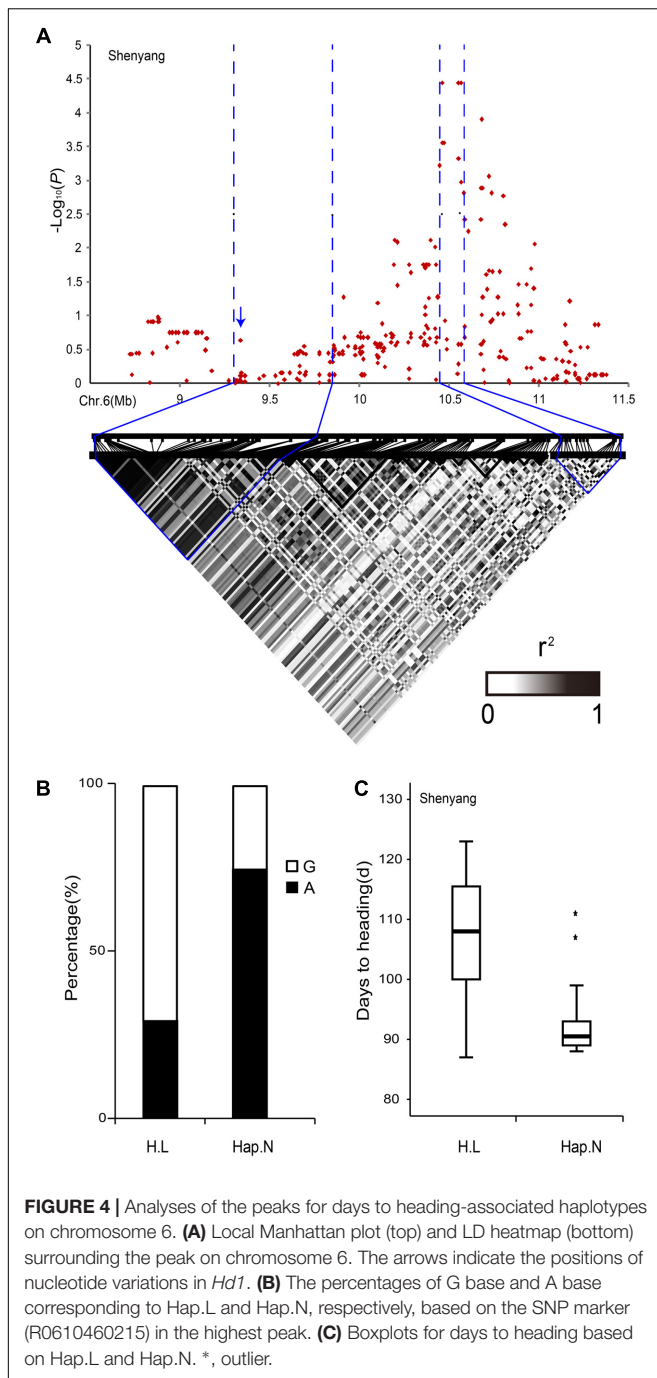 A
Shenyang
5
4.5
4
3.5
3
2.5
2
1.5
1
0.5
0
-Log₁₀(P)
Chr.6(Mb)
9 9.5 10 10.5 11 11.5
r²
0 1
B
100
50
0
Percentage(%)
G
A
H.L Hap.N
C
Shenyang
130
120
110
100
90
80
Days to heading(d)
H.L Hap.N
FIGURE 4 | Analyses of the peaks for days to heading-associated haplotypes
on chromosome 6. (A) Local Manhattan plot (top) and LD heatmap (bottom)
surrounding the peak on chromosome 6. The arrows indicate the positions of
nucleotide variations in Hd1. (B) The percentages of G base and A base
corresponding to Hap.L and Hap.N, respectively, based on the SNP marker
(R0610460215) in the highest peak. (C) Boxplots for days to heading based
on Hap.L and Hap.N. *, outlier.